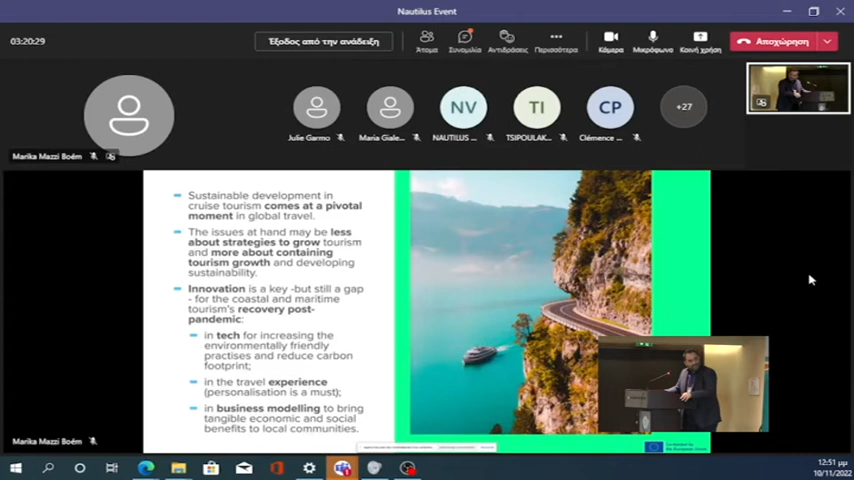 Nautilus Event
03:20:29
Έξοδος από την ανάδειξη
Άτομα
Συνομιλία
Αντιδράσεις
Περισσότερα
Κάμερα
Μικρόφωνο
Κοινή χρήση
Αποχώρηση
Marika Mazzi Boém
Julie Garmo
Maria Giale...
NV
NAUTILUS ...
TI
TSIPOULAK...
CP
Clémence ...
+27
Sustainable development in
cruise tourism comes at a pivotal
moment in global travel.
The issues at hand may be less
about strategies to grow tourism
and more about containing
tourism growth and developing
sustainability.
Innovation is a key -but still a gap
- for the coastal and maritime
tourism's recovery post-
pandemic:
in tech for increasing the
environmentally friendly
practises and reduce carbon
footprint;
in the travel experience
(personalisation is a must);
in business modelling to bring
tangible economic and social
benefits to local communities.
Co-funded by
the European Union
Marika Mazzi Boém
12:51 μμ
10/11/2022